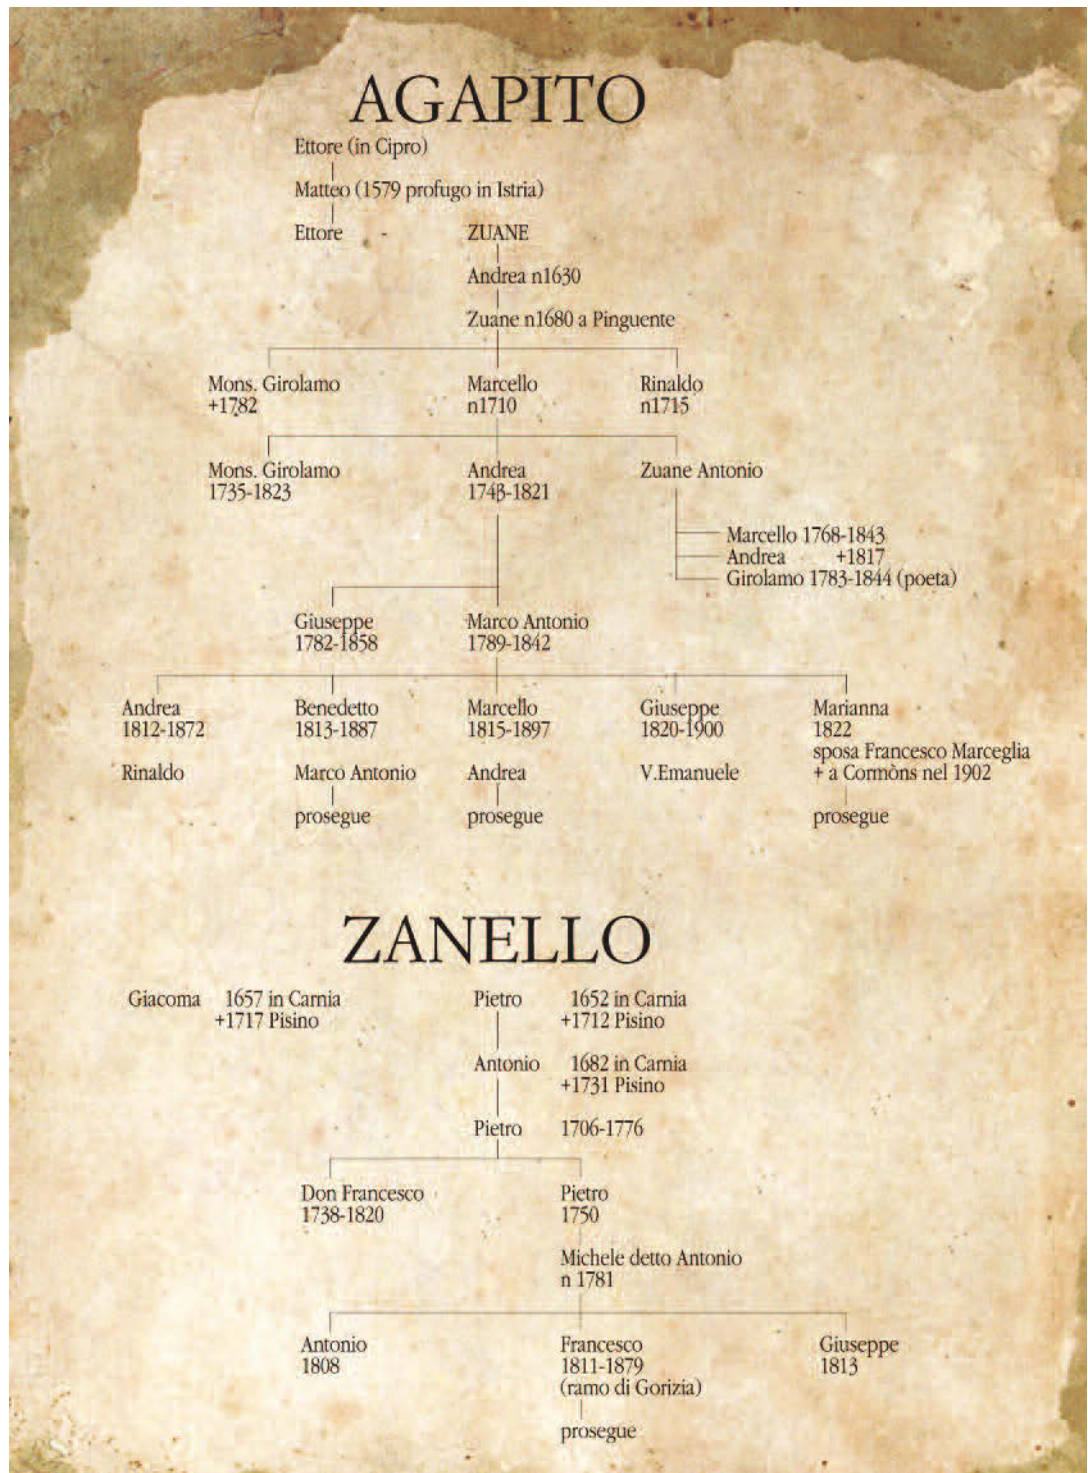 AGAPITO
Ettore (in Cipro)
Matteo (1579 profugo in Istria)
Ettore - ZUANE
Andrea n1630
Zuane n1680 a Pinguente
Mons. Girolamo
+1782
Marcello
n1710
Rinaldo
n1715
Mons. Girolamo
1735-1823
Andrea
1743-1821
Zuane Antonio
Marcello 1768-1843
Andrea +1817
Girolamo 1783-1844 (poeta)
Giuseppe
1782-1858
Marco Antonio
1789-1842
Andrea
1812-1872
Rinaldo
Benedetto
1813-1887
Marco Antonio
prosegue
Marcello
1815-1897
Andrea
prosegue
Giuseppe
1820-1900
V.Emanuele
Marianna
1822
sposa Francesco Marceglia
+ a Cormòns nel 1902
prosegue
ZANELLO
Giacoma 1657 in Carnia
+1717 Pisino
Pietro 1652 in Carnia
+1712 Pisino
Antonio 1682 in Carnia
+1731 Pisino
Pietro 1706-1776
Don Francesco
1738-1820
Pietro
1750
Michele detto Antonio
n 1781
Antonio
1808
Francesco
1811-1879
(ramo di Gorizia)
prosegue
Giuseppe
1813